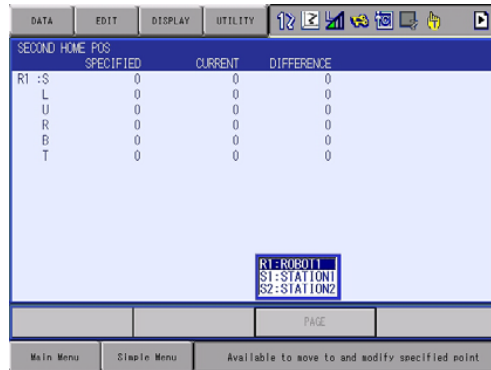 DATA EDIT DISPLAY UTILITY
SECOND HOME POS
SPECIFIED CURRENT DIFFERENCE
R1 :S 0 0 0
L 0 0 0
U 0 0 0
R 0 0 0
B 0 0 0
T 0 0 0
R1:ROBOT1
S1:STATION1
S2:STATION2
PAGE
Main Menu Simple Menu Available to move to and modify specified point